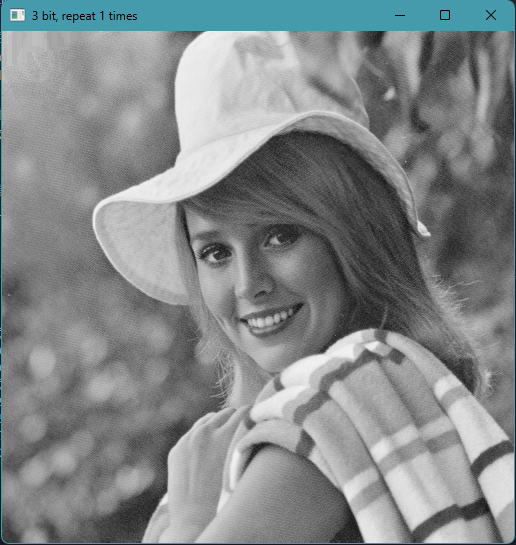 3 bit, repeat 1 times